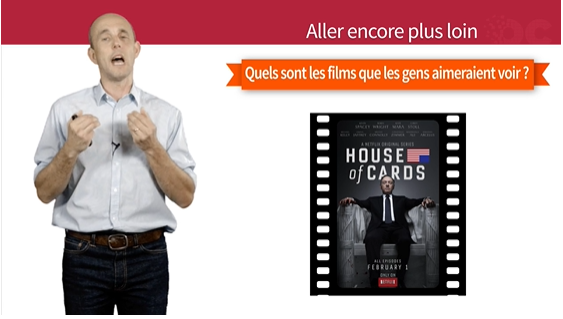 Aller encore plus loin
Quels sont les films que les gens aimeraient voir ?
A NETFLIX ORIGINAL SERIES
HOUSE
of CARDS
ALL EPISODES
FEBRUARY 1
ONLY ON
NETFLIX